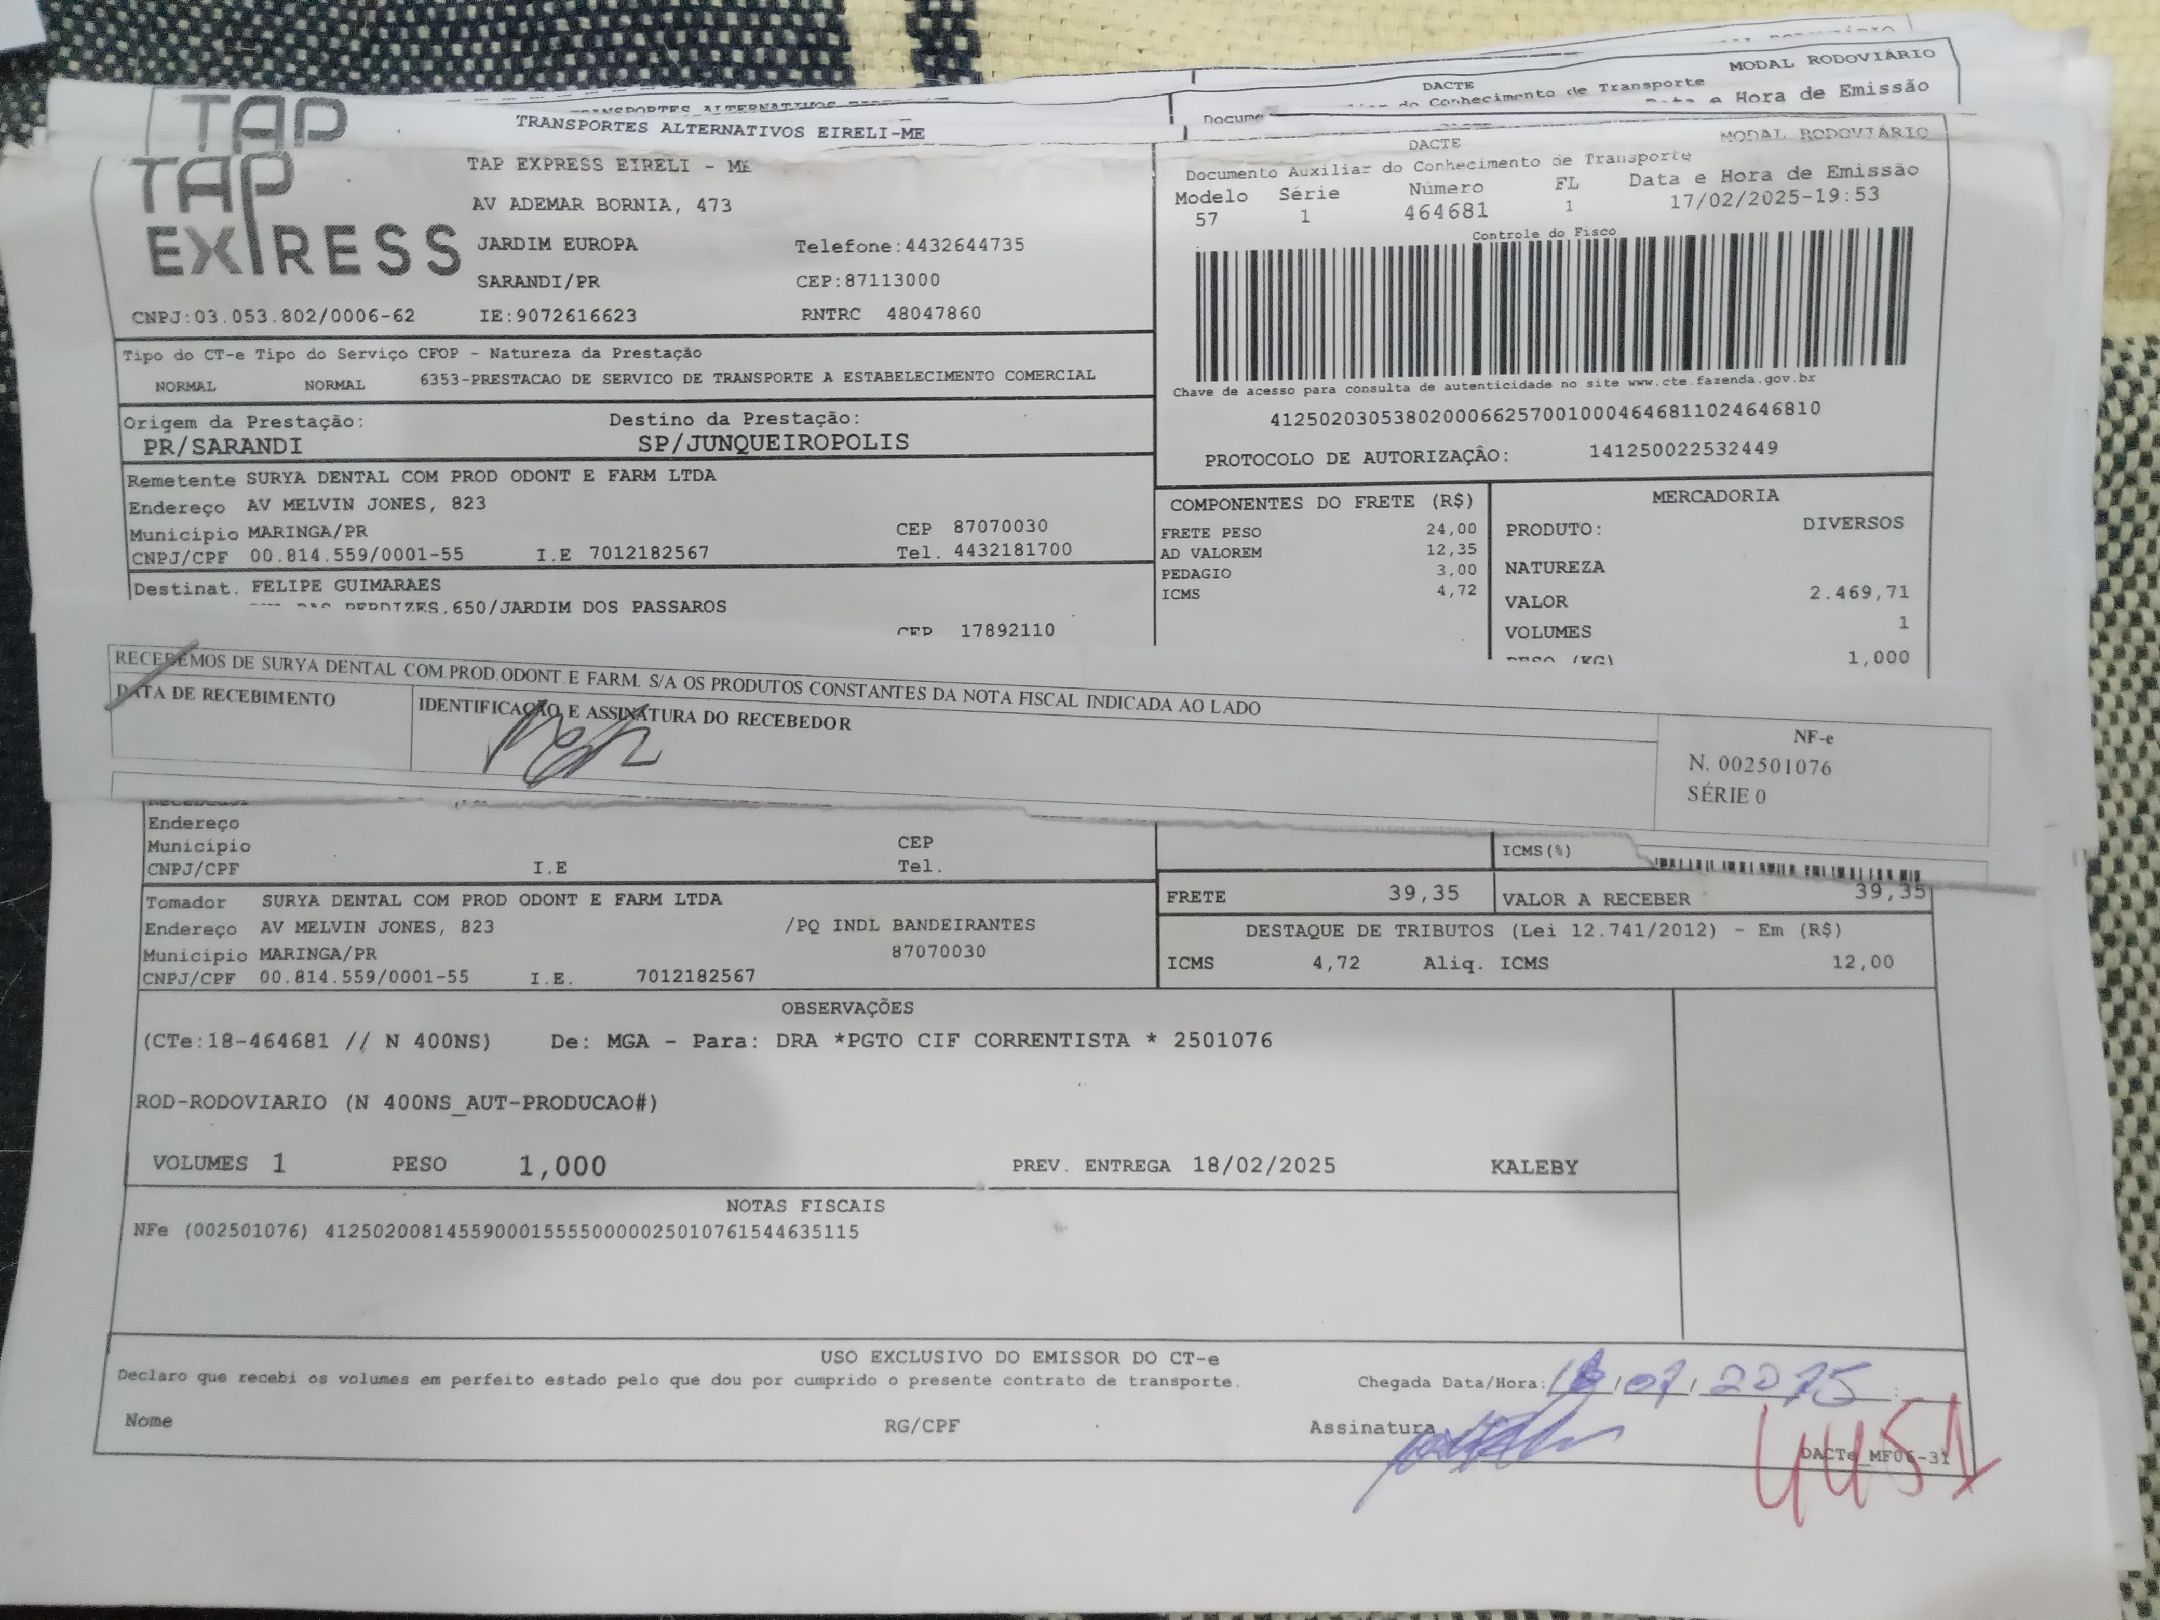 TAP
TRANSPORTES ALTERNATIVOS EIRELI-ME
DACTE
MODAL RODOVIÁRIO
do Conhecimento de Transporte
e Hora de Emissão
Docume
TAP EXPRESS
TAP EXPRESS EIRELI - ME
AV ADEMAR BORNIA, 473
JARDIM EUROPA Telefone:4432644735
SARANDI/PR CEP:87113000
CNPJ:03.053.802/0006-62 IE:9072616623 RNTRC 48047860
DACTE MODAL RODOVIÁRIO
Documento Auxiliar do Conhecimento de Transporte
Modelo Série Número FL Data e Hora de Emissão
57 1 464681 1 17/02/2025-19:53
Controle do Fisco
Chave de acesso para consulta de autenticidade no site www.cte.fazenda.gov.br
41250203053802000662570010004646811024646810
PROTOCOLO DE AUTORIZAÇÃO: 141250022532449
Tipo do CT-e Tipo do Serviço CFOP - Natureza da Prestação
NORMAL NORMAL 6353-PRESTACAO DE SERVICO DE TRANSPORTE A ESTABELECIMENTO COMERCIAL
Origem da Prestação: Destino da Prestação:
PR/SARANDI SP/JUNQUEIROPOLIS
Remetente SURYA DENTAL COM PROD ODONT E FARM LTDA
Endereço AV MELVIN JONES, 823
Município MARINGA/PR CEP 87070030
CNPJ/CPF 00.814.559/0001-55 I.E 7012182567 Tel. 4432181700
Destinat. FELIPE GUIMARAES
PERDIZES,650/JARDIM DOS PASSAROS
CEP 17892110
COMPONENTES DO FRETE (R$)
FRETE PESO 24,00
AD VALOREM 12,35
PEDAGIO 3,00
ICMS 4,72
MERCADORIA
PRODUTO: DIVERSOS
NATUREZA
VALOR 2.469,71
VOLUMES 1
PESO (KG) 1,000
RECEBEMOS DE SURYA DENTAL COM.PROD.ODONT.E FARM. S/A OS PRODUTOS CONSTANTES DA NOTA FISCAL INDICADA AO LADO
DATA DE RECEBIMENTO IDENTIFICAÇÃO E ASSINATURA DO RECEBEDOR
NF-e
N. 002501076
SÉRIE 0
Endereço
Município CEP
CNPJ/CPF I.E Tel.
ICMS(%)
Tomador SURYA DENTAL COM PROD ODONT E FARM LTDA
Endereço AV MELVIN JONES, 823 /PQ INDL BANDEIRANTES
Município MARINGA/PR 87070030
CNPJ/CPF 00.814.559/0001-55 I.E. 7012182567
FRETE 39,35 VALOR A RECEBER 39,35
DESTAQUE DE TRIBUTOS (Lei 12.741/2012) - Em (R$)
ICMS 4,72 Aliq. ICMS 12,00
OBSERVAÇÕES
(CTe:18-464681 // N 400NS) De: MGA - Para: DRA *PGTO CIF CORRENTISTA * 2501076
ROD-RODOVIARIO (N 400NS_AUT-PRODUCAO#)
VOLUMES 1 PESO 1,000 PREV. ENTREGA 18/02/2025 KALEBY
NOTAS FISCAIS
NFe (002501076) 41250200814559000155550000025010761544635115
USO EXCLUSIVO DO EMISSOR DO CT-e
Declaro que recebi os volumes em perfeito estado pelo que dou por cumprido o presente contrato de transporte.
Chegada Data/Hora:
Nome RG/CPF Assinatura
DACTe_MF06-31
4451